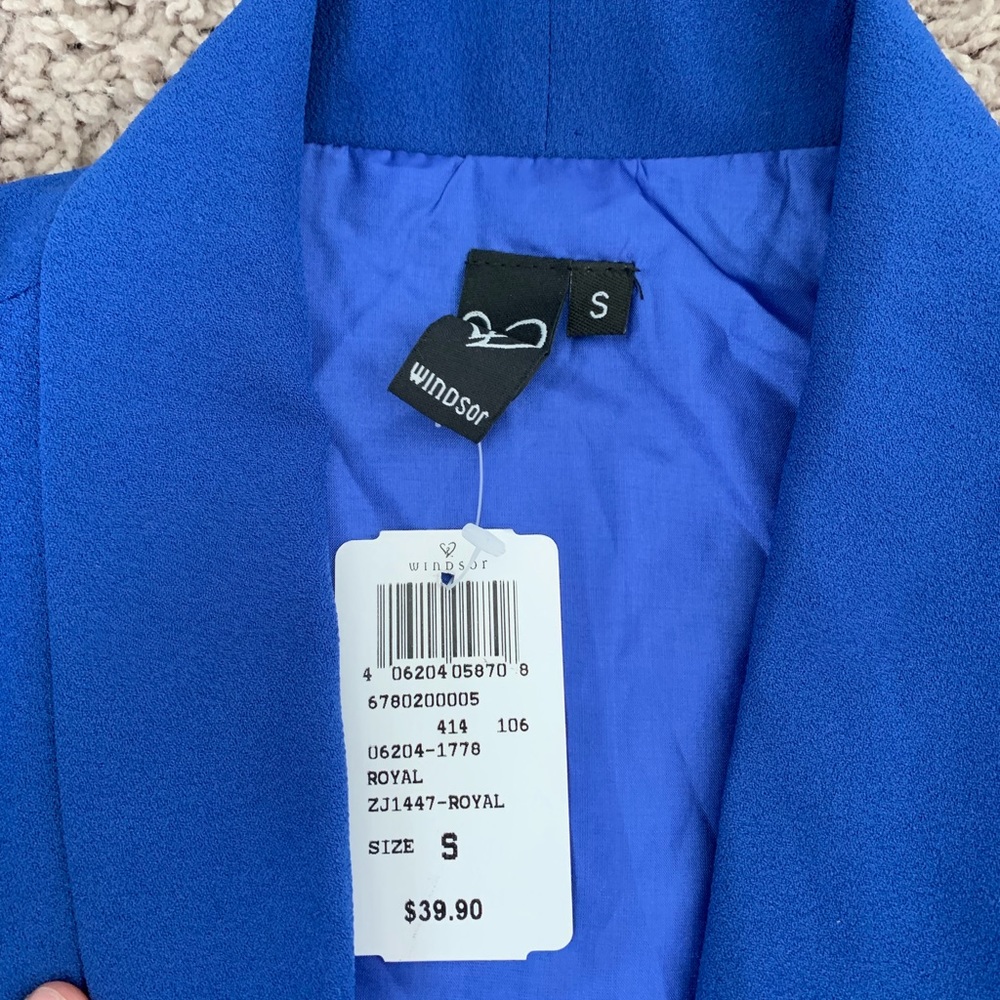 S
WINDSOR
WINDSOR
4 06204 05870 8
6780200005
414 106
06204-1778
ROYAL
ZJ1447-ROYAL
SIZE S
$39.90